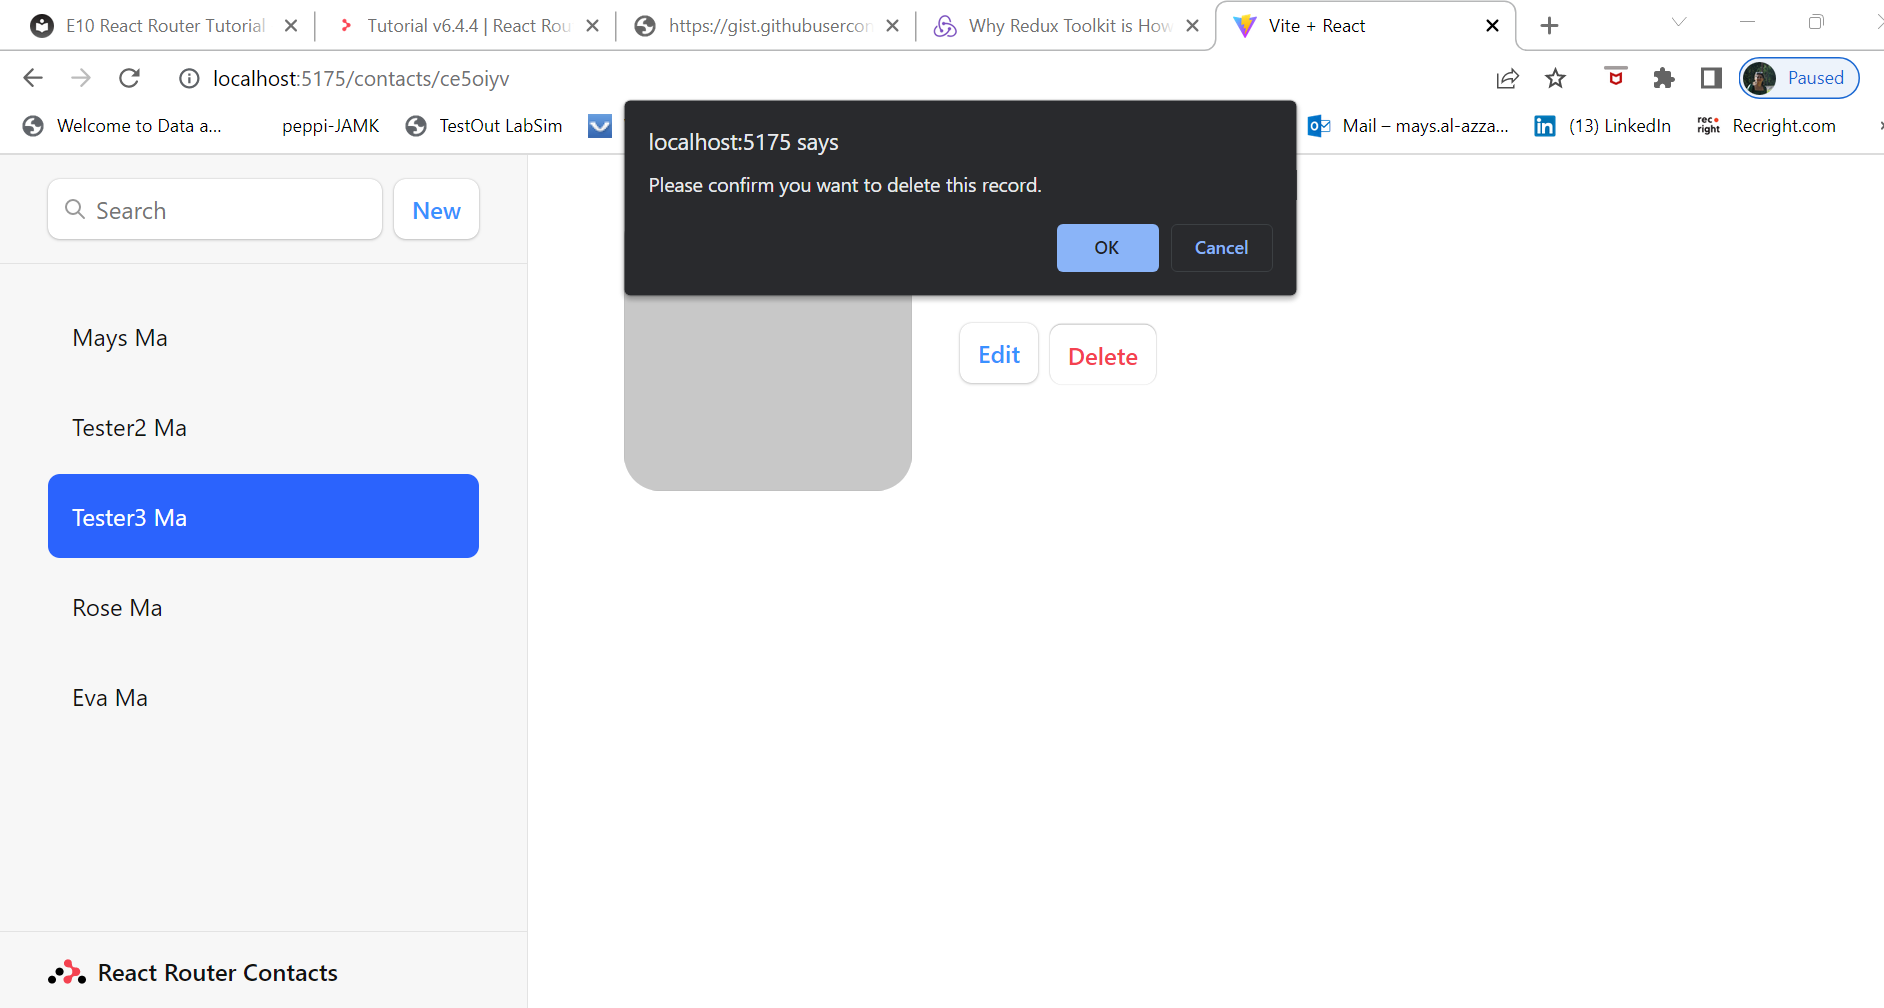 E10 React Router Tutorial
Tutorial v6.4.4 | React Rou
https://gist.githubusercon
Why Redux Toolkit is How
Vite + React
localhost:5175/contacts/ce5oiyv
Paused
Welcome to Data a...
peppi-JAMK
TestOut LabSim
Mail – mays.al-azza...
in
(13) LinkedIn
rec right
Recright.com
localhost:5175 says
Please confirm you want to delete this record.
OK
Cancel
Search
New
Edit
Delete
Mays Ma
Tester2 Ma
Tester3 Ma
Rose Ma
Eva Ma
React Router Contacts